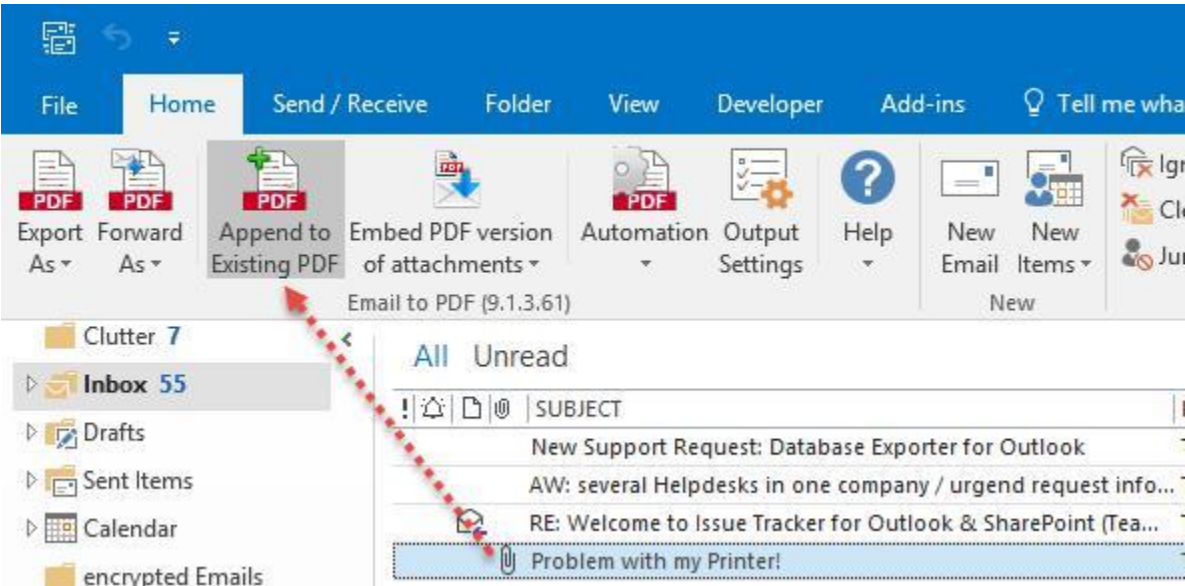 File Home Send / Receive Folder View Developer Add-ins Tell me wha
PDF PDF PDF PDF PDF
Export Forward Append to Embed PDF version Automation Output Help New New
As As Existing PDF of attachments Settings Email Items
Ign
Cle
Jun
Email to PDF (9.1.3.61) New
Clutter 7
Inbox 55
Drafts
Sent Items
Calendar
encrypted Emails
All Unread
! SUBJECT
New Support Request: Database Exporter for Outlook
AW: several Helpdesks in one company / urgend request info...
RE: Welcome to Issue Tracker for Outlook & SharePoint (Tea...
Problem with my Printer!